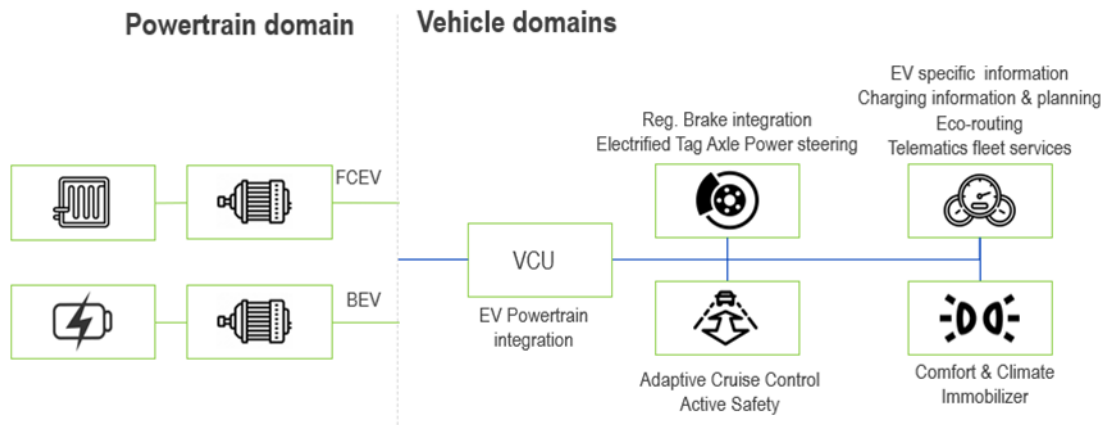 Powertrain domain
Vehicle domains
EV specific information
Charging information & planning
Eco-routing
Telematics fleet services
Reg. Brake integration
Electrified Tag Axle Power steering
FCEV
VCU
BEV
EV Powertrain
integration
Adaptive Cruise Control
Active Safety
Comfort & Climate
Immobilizer